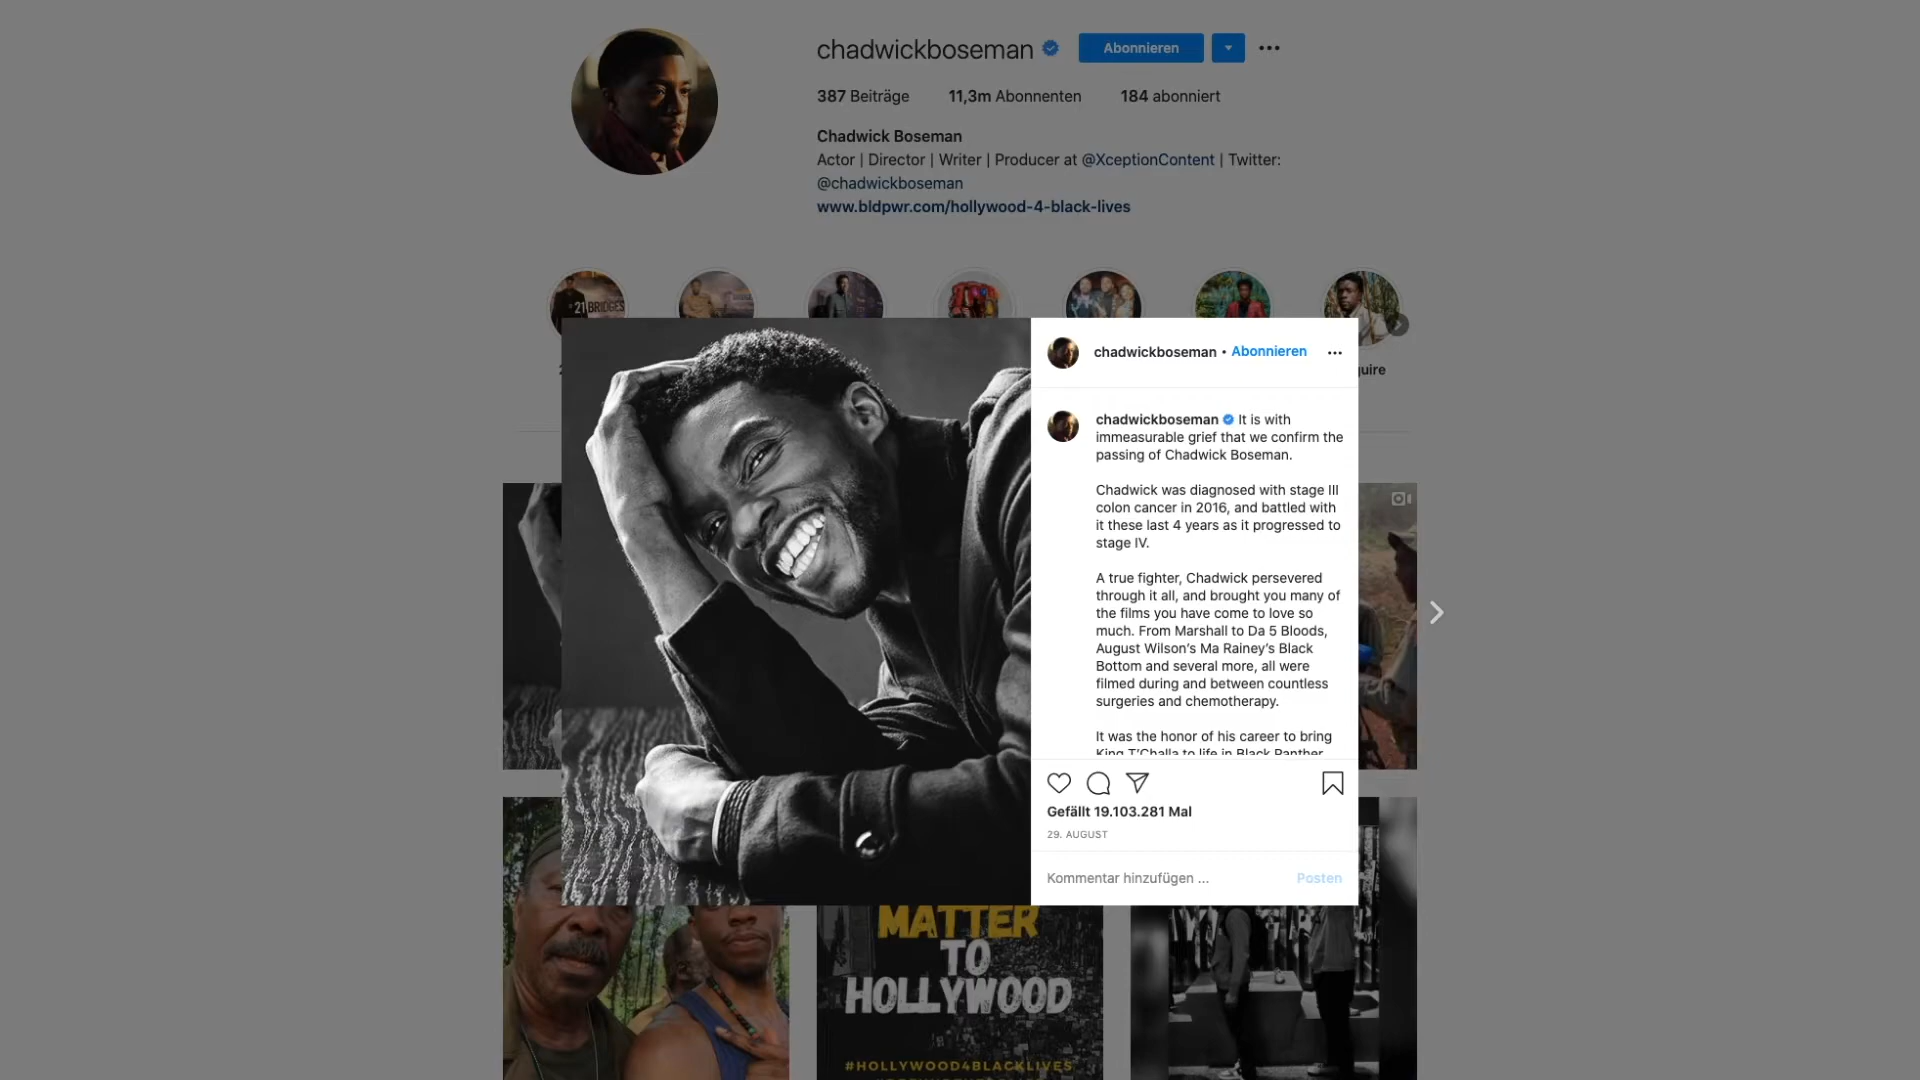 chadwickboseman
Abonnieren
387 Beiträge 11,3m Abonnenten 184 abonniert
Chadwick Boseman
Actor | Director | Writer | Producer at @XceptionContent | Twitter:
@chadwickboseman
www.bldpwr.com/hollywood-4-black-lives
21 BRIDGES
chadwickboseman • Abonnieren
chadwickboseman It is with
immeasurable grief that we confirm the
passing of Chadwick Boseman.
Chadwick was diagnosed with stage III
colon cancer in 2016, and battled with
it these last 4 years as it progressed to
stage IV.
A true fighter, Chadwick persevered
through it all, and brought you many of
the films you have come to love so
much. From Marshall to Da 5 Bloods,
August Wilson's Ma Rainey's Black
Bottom and several more, all were
filmed during and between countless
surgeries and chemotherapy.
It was the honor of his career to bring
King T'Challa to life in Black Panther
Gefällt 19.103.281 Mal
29. AUGUST
Kommentar hinzufügen ...
Posten
MATTER
TO
HOLLYWOOD
#HOLLYWOOD4BLACKLIVES